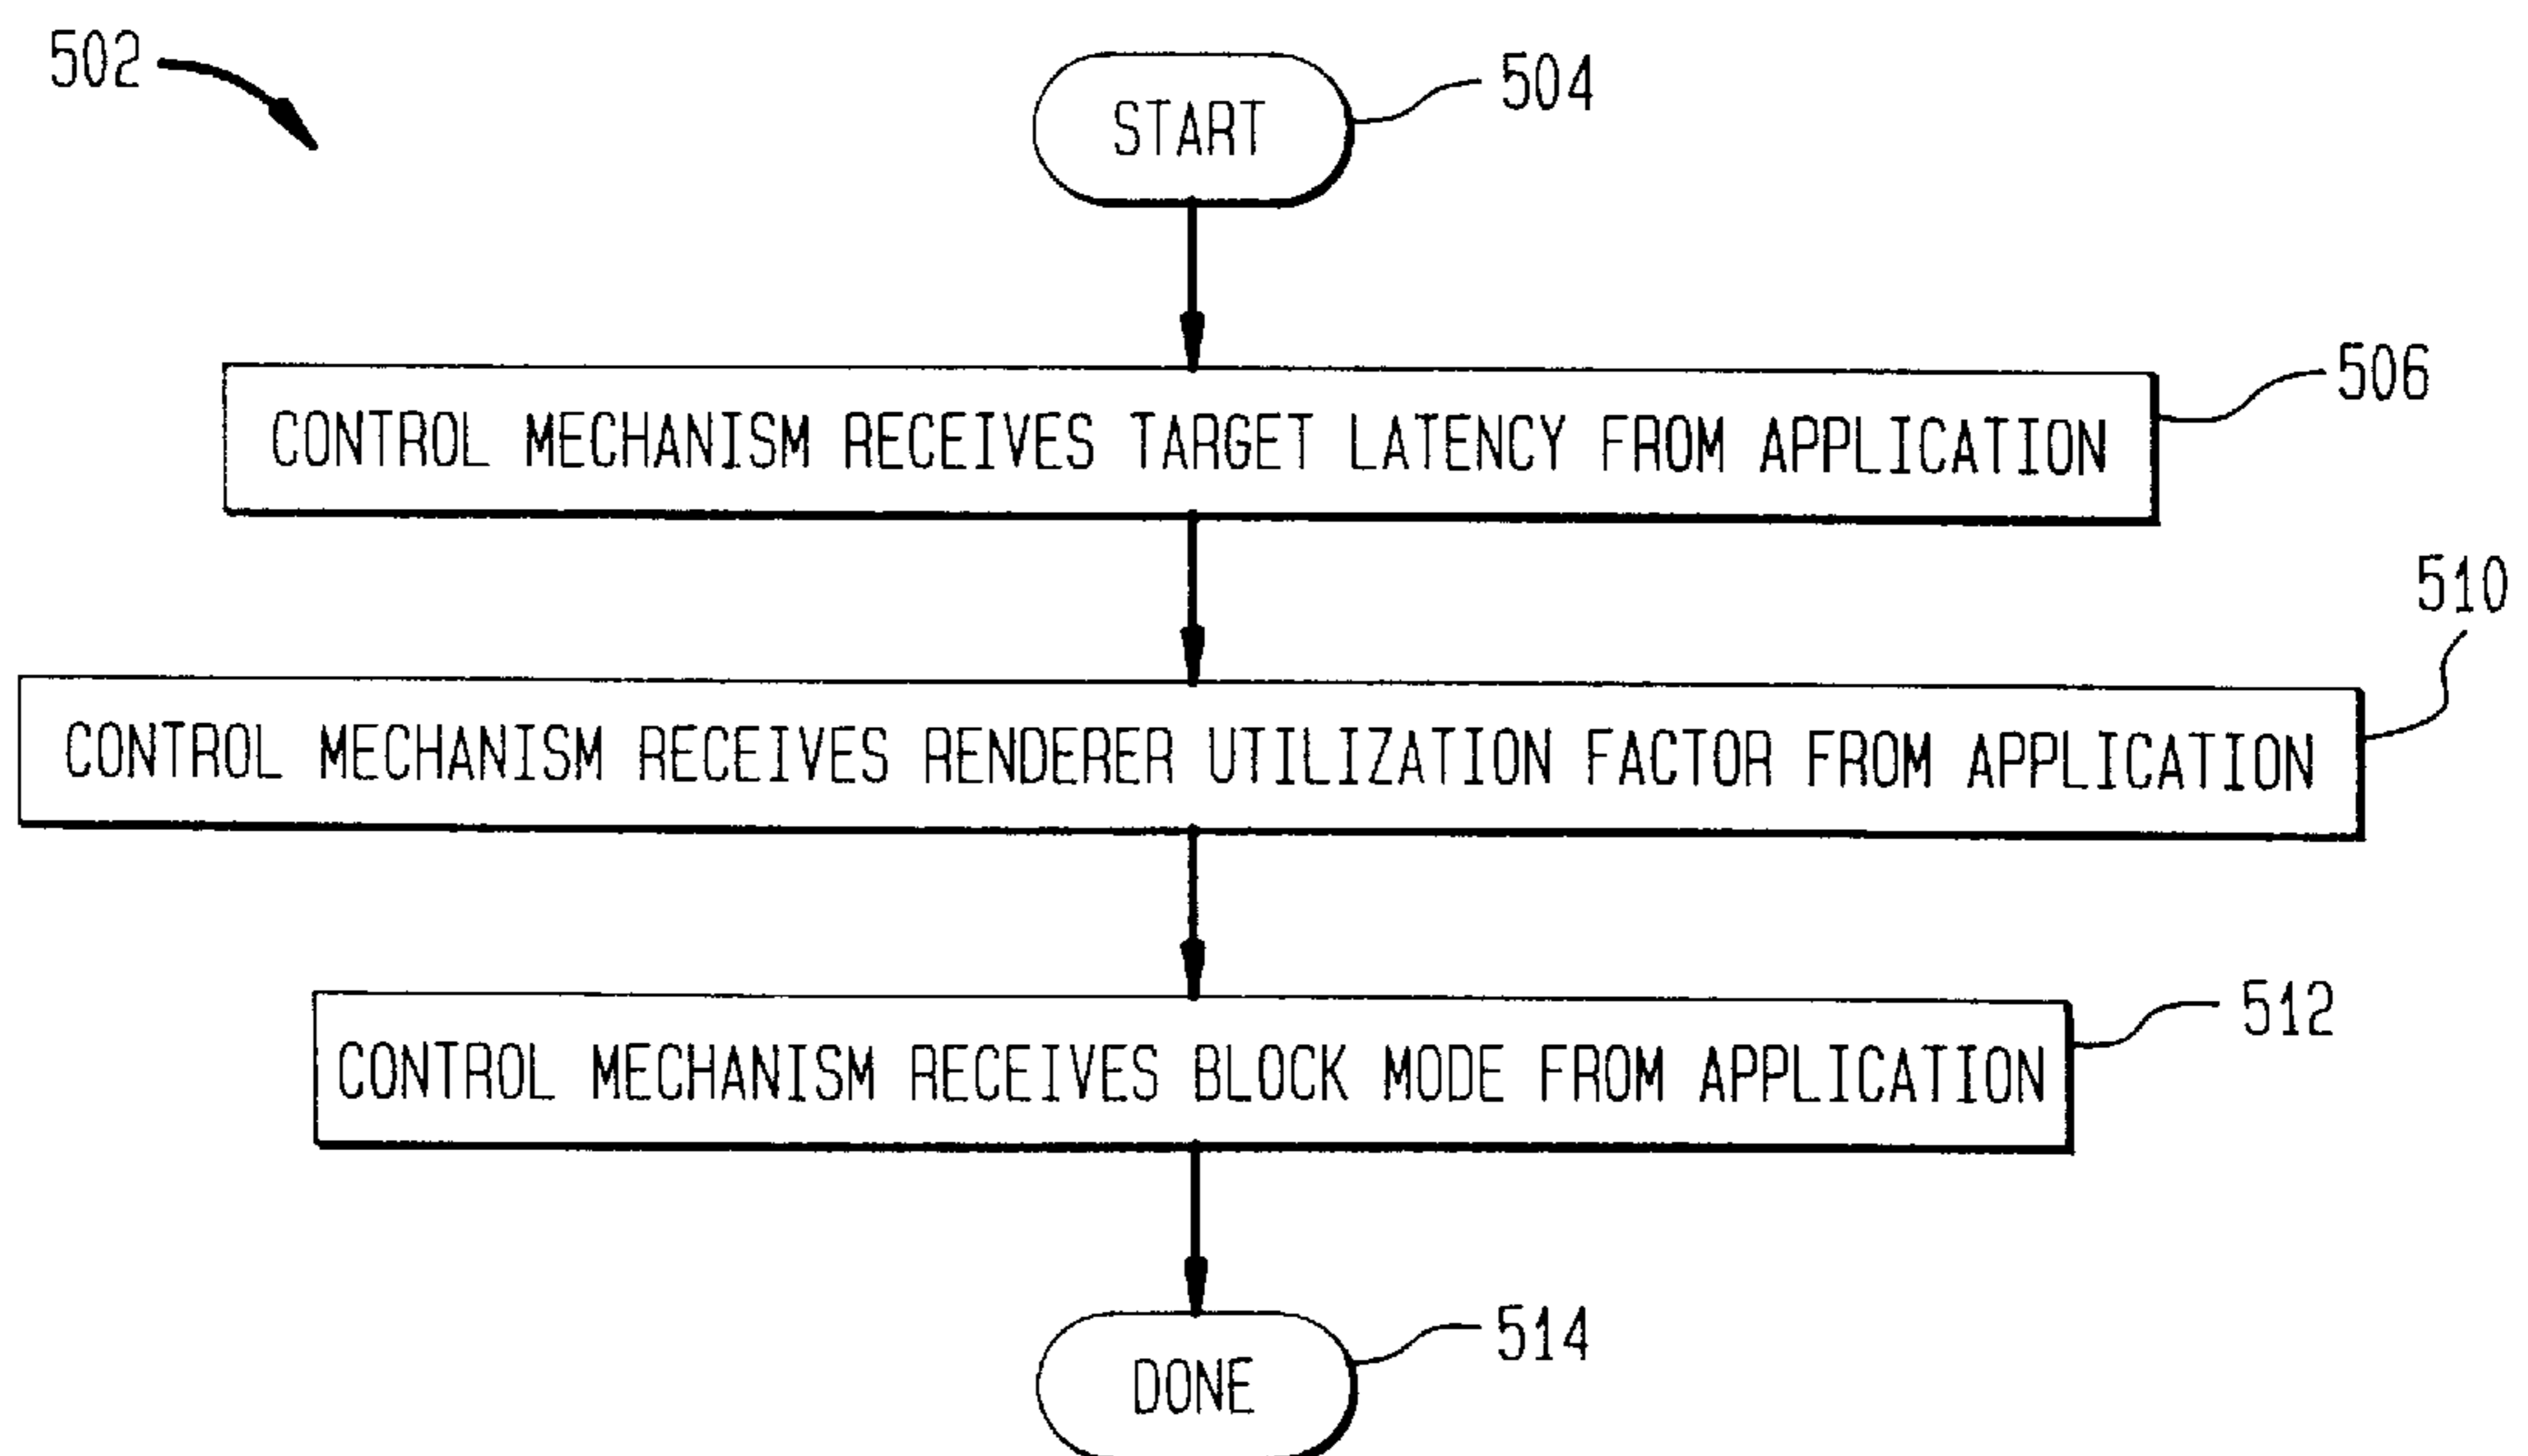 502
START
504
CONTROL MECHANISM RECEIVES TARGET LATENCY FROM APPLICATION
506
510
CONTROL MECHANISM RECEIVES RENDERER UTILIZATION FACTOR FROM APPLICATION
512
CONTROL MECHANISM RECEIVES BLOCK MODE FROM APPLICATION
514
DONE